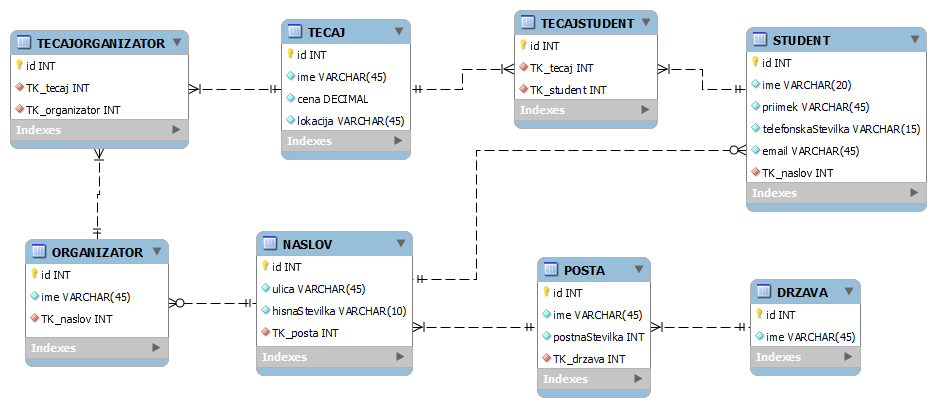 TECAJORGANIZATOR
id INT
TK_tecaj INT
TK_organizator INT
Indexes
TECAJ
id INT
ime VARCHAR(45)
cena DECIMAL
lokacija VARCHAR(45)
Indexes
TECAJSTUDENT
id INT
TK_tecaj INT
TK_student INT
Indexes
STUDENT
id INT
ime VARCHAR(20)
priimek VARCHAR(45)
telefonskaStevilka VARCHAR(15)
email VARCHAR(45)
TK_naslov INT
Indexes
ORGANIZATOR
id INT
ime VARCHAR(45)
TK_naslov INT
Indexes
NASLOV
id INT
ulica VARCHAR(45)
hisnaStevilka VARCHAR(10)
TK_posta INT
Indexes
POSTA
id INT
ime VARCHAR(45)
postnaStevilka INT
TK_drzava INT
Indexes
DRZAVA
id INT
ime VARCHAR(45)
Indexes